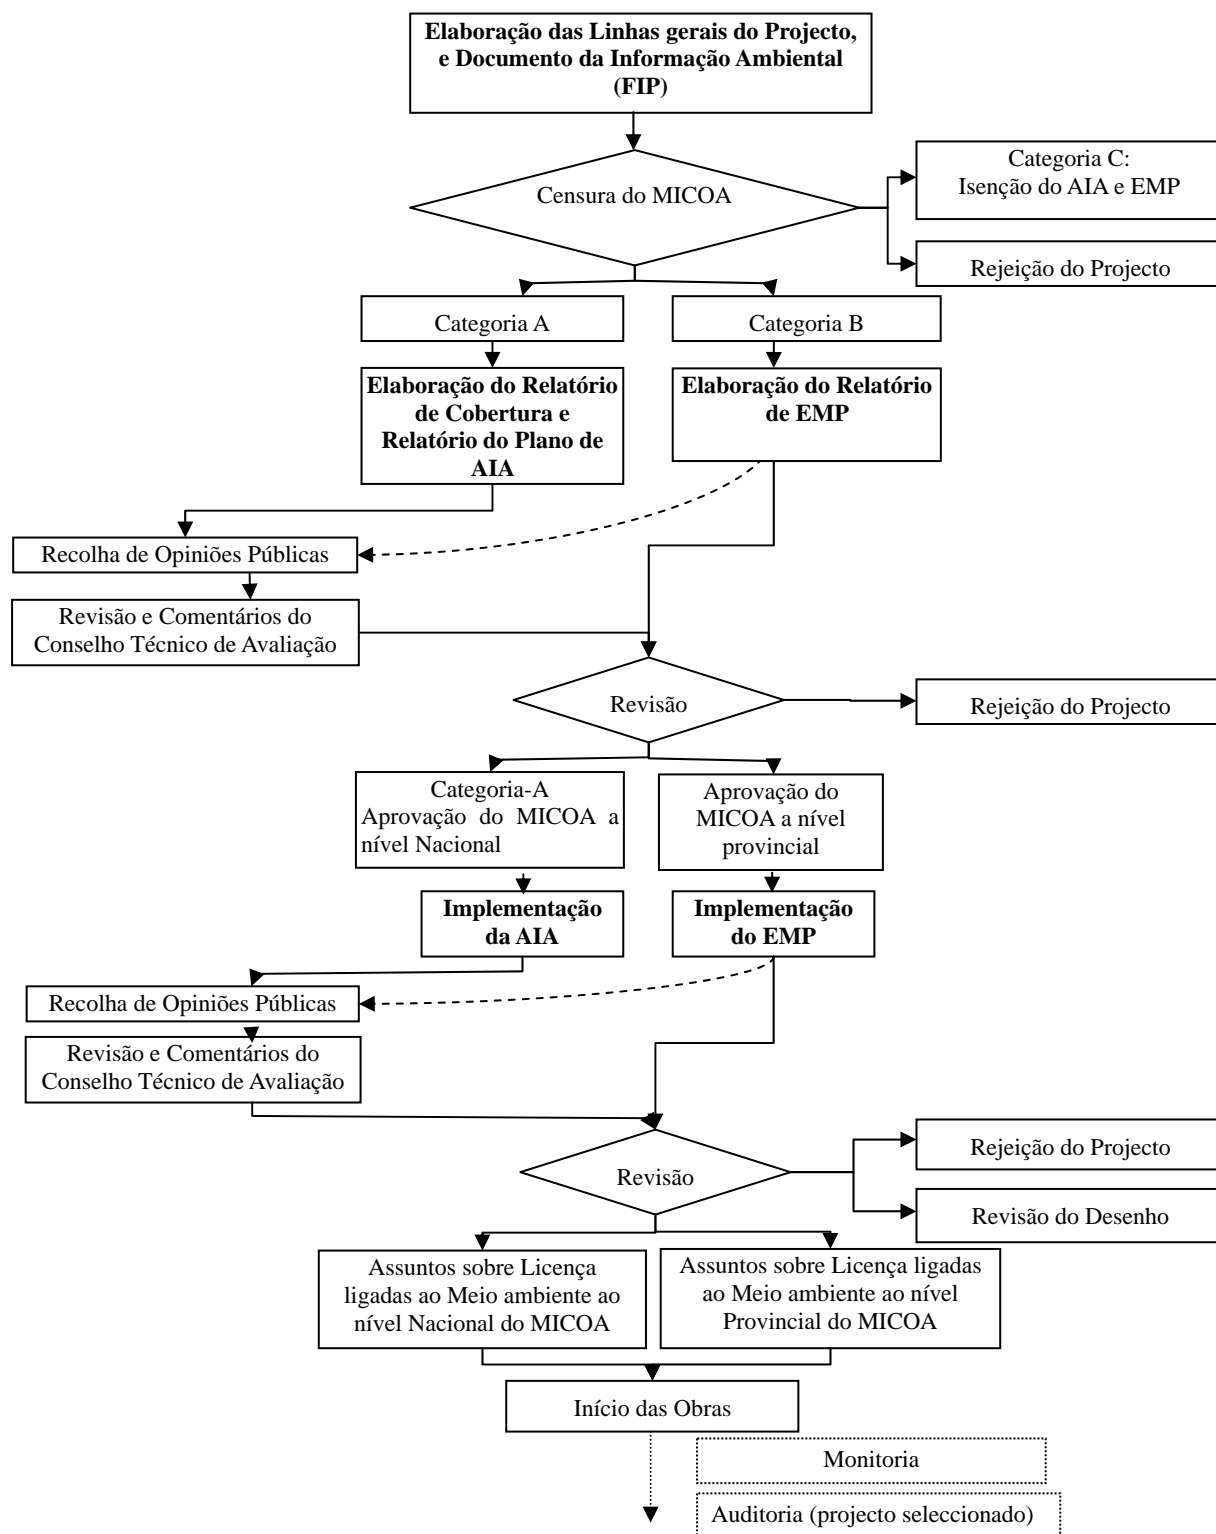 Elaboração das Linhas gerais do Projecto,
e Documento da Informação Ambiental
(FIP)
Censura do MICOA
Categoria C:
Isenção do AIA e EMP
Rejeição do Projecto
Categoria A
Categoria B
Elaboração do Relatório
de Cobertura e
Relatório do Plano de
AIA
Elaboração do Relatório
de EMP
Recolha de Opiniões Públicas
Revisão e Comentários do
Conselho Técnico de Avaliação
Revisão
Rejeição do Projecto
Categoria-A
Aprovação do MICOA a
nível Nacional
Aprovação do
MICOA a nível
provincial
Implementação
da AIA
Implementação
do EMP
Recolha de Opiniões Públicas
Revisão e Comentários do
Conselho Técnico de Avaliação
Revisão
Rejeição do Projecto
Revisão do Desenho
Assuntos sobre Licença
ligadas ao Meio ambiente ao
nível Nacional do MICOA
Assuntos sobre Licença ligadas
ao Meio ambiente ao nível
Provincial do MICOA
Início das Obras
Monitoria
Auditoria (projecto seleccionado)